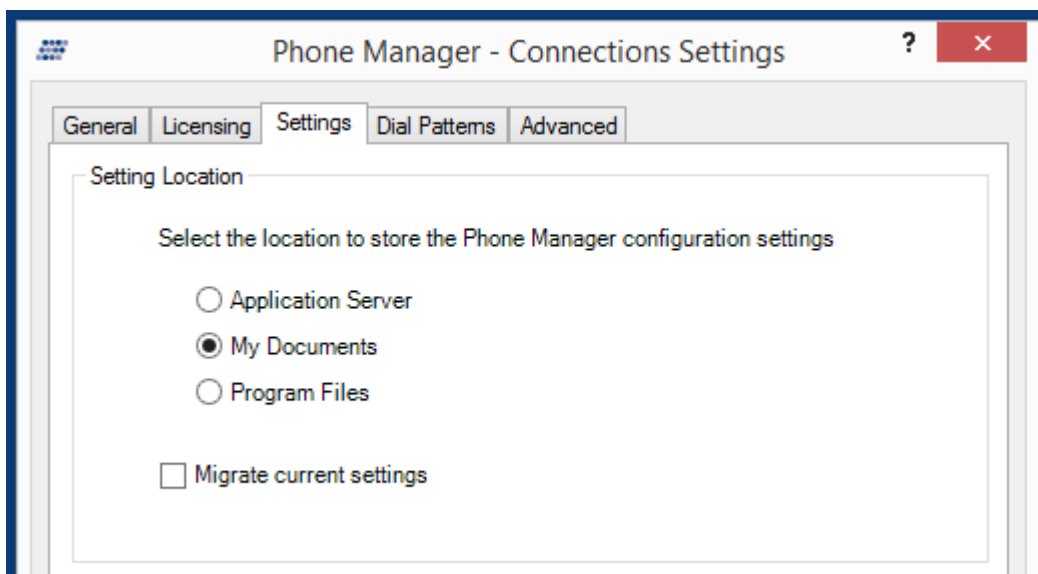 Phone Manager - Connections Settings ? ×
General Licensing Settings Dial Patterns Advanced
Setting Location
Select the location to store the Phone Manager configuration settings
Application Server
My Documents
Program Files
Migrate current settings